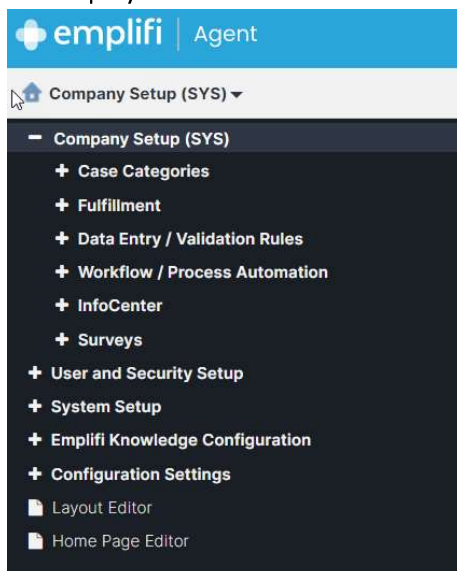 emplifi | Agent
Company Setup (SYS)
Company Setup (SYS)
Case Categories
Fulfillment
Data Entry / Validation Rules
Workflow / Process Automation
InfoCenter
Surveys
User and Security Setup
System Setup
Emplifi Knowledge Configuration
Configuration Settings
Layout Editor
Home Page Editor